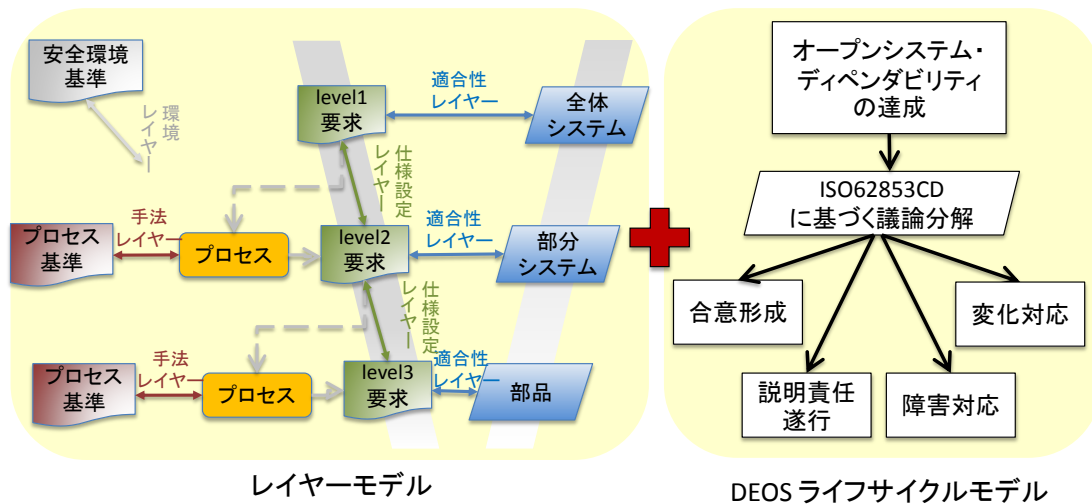 安全環境
基準
環境
レイヤー
level1
要求
適合性
レイヤー
全体
システム
仕様設定
レイヤー
プロセス
基準
手法
レイヤー
プロセス
level2
要求
適合性
レイヤー
部分
システム
仕様設定
レイヤー
プロセス
基準
手法
レイヤー
プロセス
level3
要求
適合性
レイヤー
部品
レイヤーモデル
オープンシステム・
ディペンダビリティ
の達成
ISO62853CD
に基づく議論分解
合意形成
変化対応
説明責任
遂行
障害対応
DEOS ライフサイクルモデル